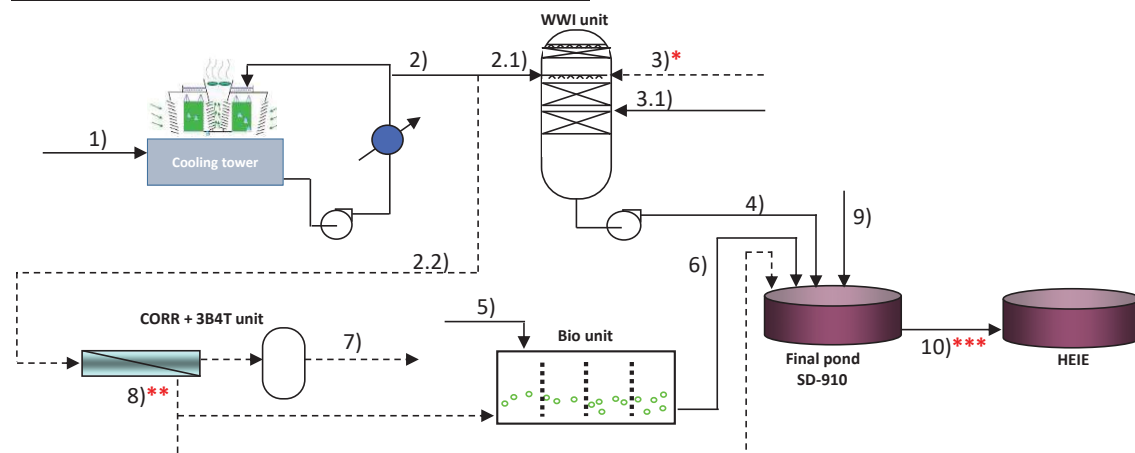 WWI unit
2)
2.1)
3)*
3.1)
1)
Cooling tower
4)
9)
2.2)
6)
CORR + 3B4T unit
5)
7)
Bio unit
8)**
10)***
Final pond
SD-910
HEIE